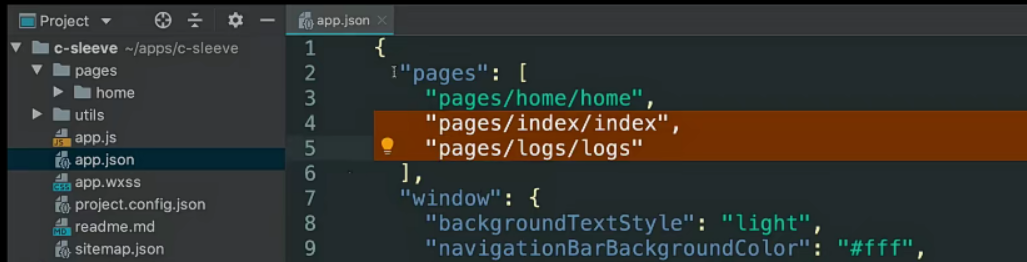 Project
c-sleeve ~/apps/c-sleeve
pages
home
utils
app.js
app.json
app.wxss
project.config.json
readme.md
sitemap.json
app.json
1 {
2 "pages": [
3 "pages/home/home",
4 "pages/index/index",
5 "pages/logs/logs"
6 ],
7 "window": {
8 "backgroundTextStyle": "light",
9 "navigationBarBackgroundColor": "#fff",